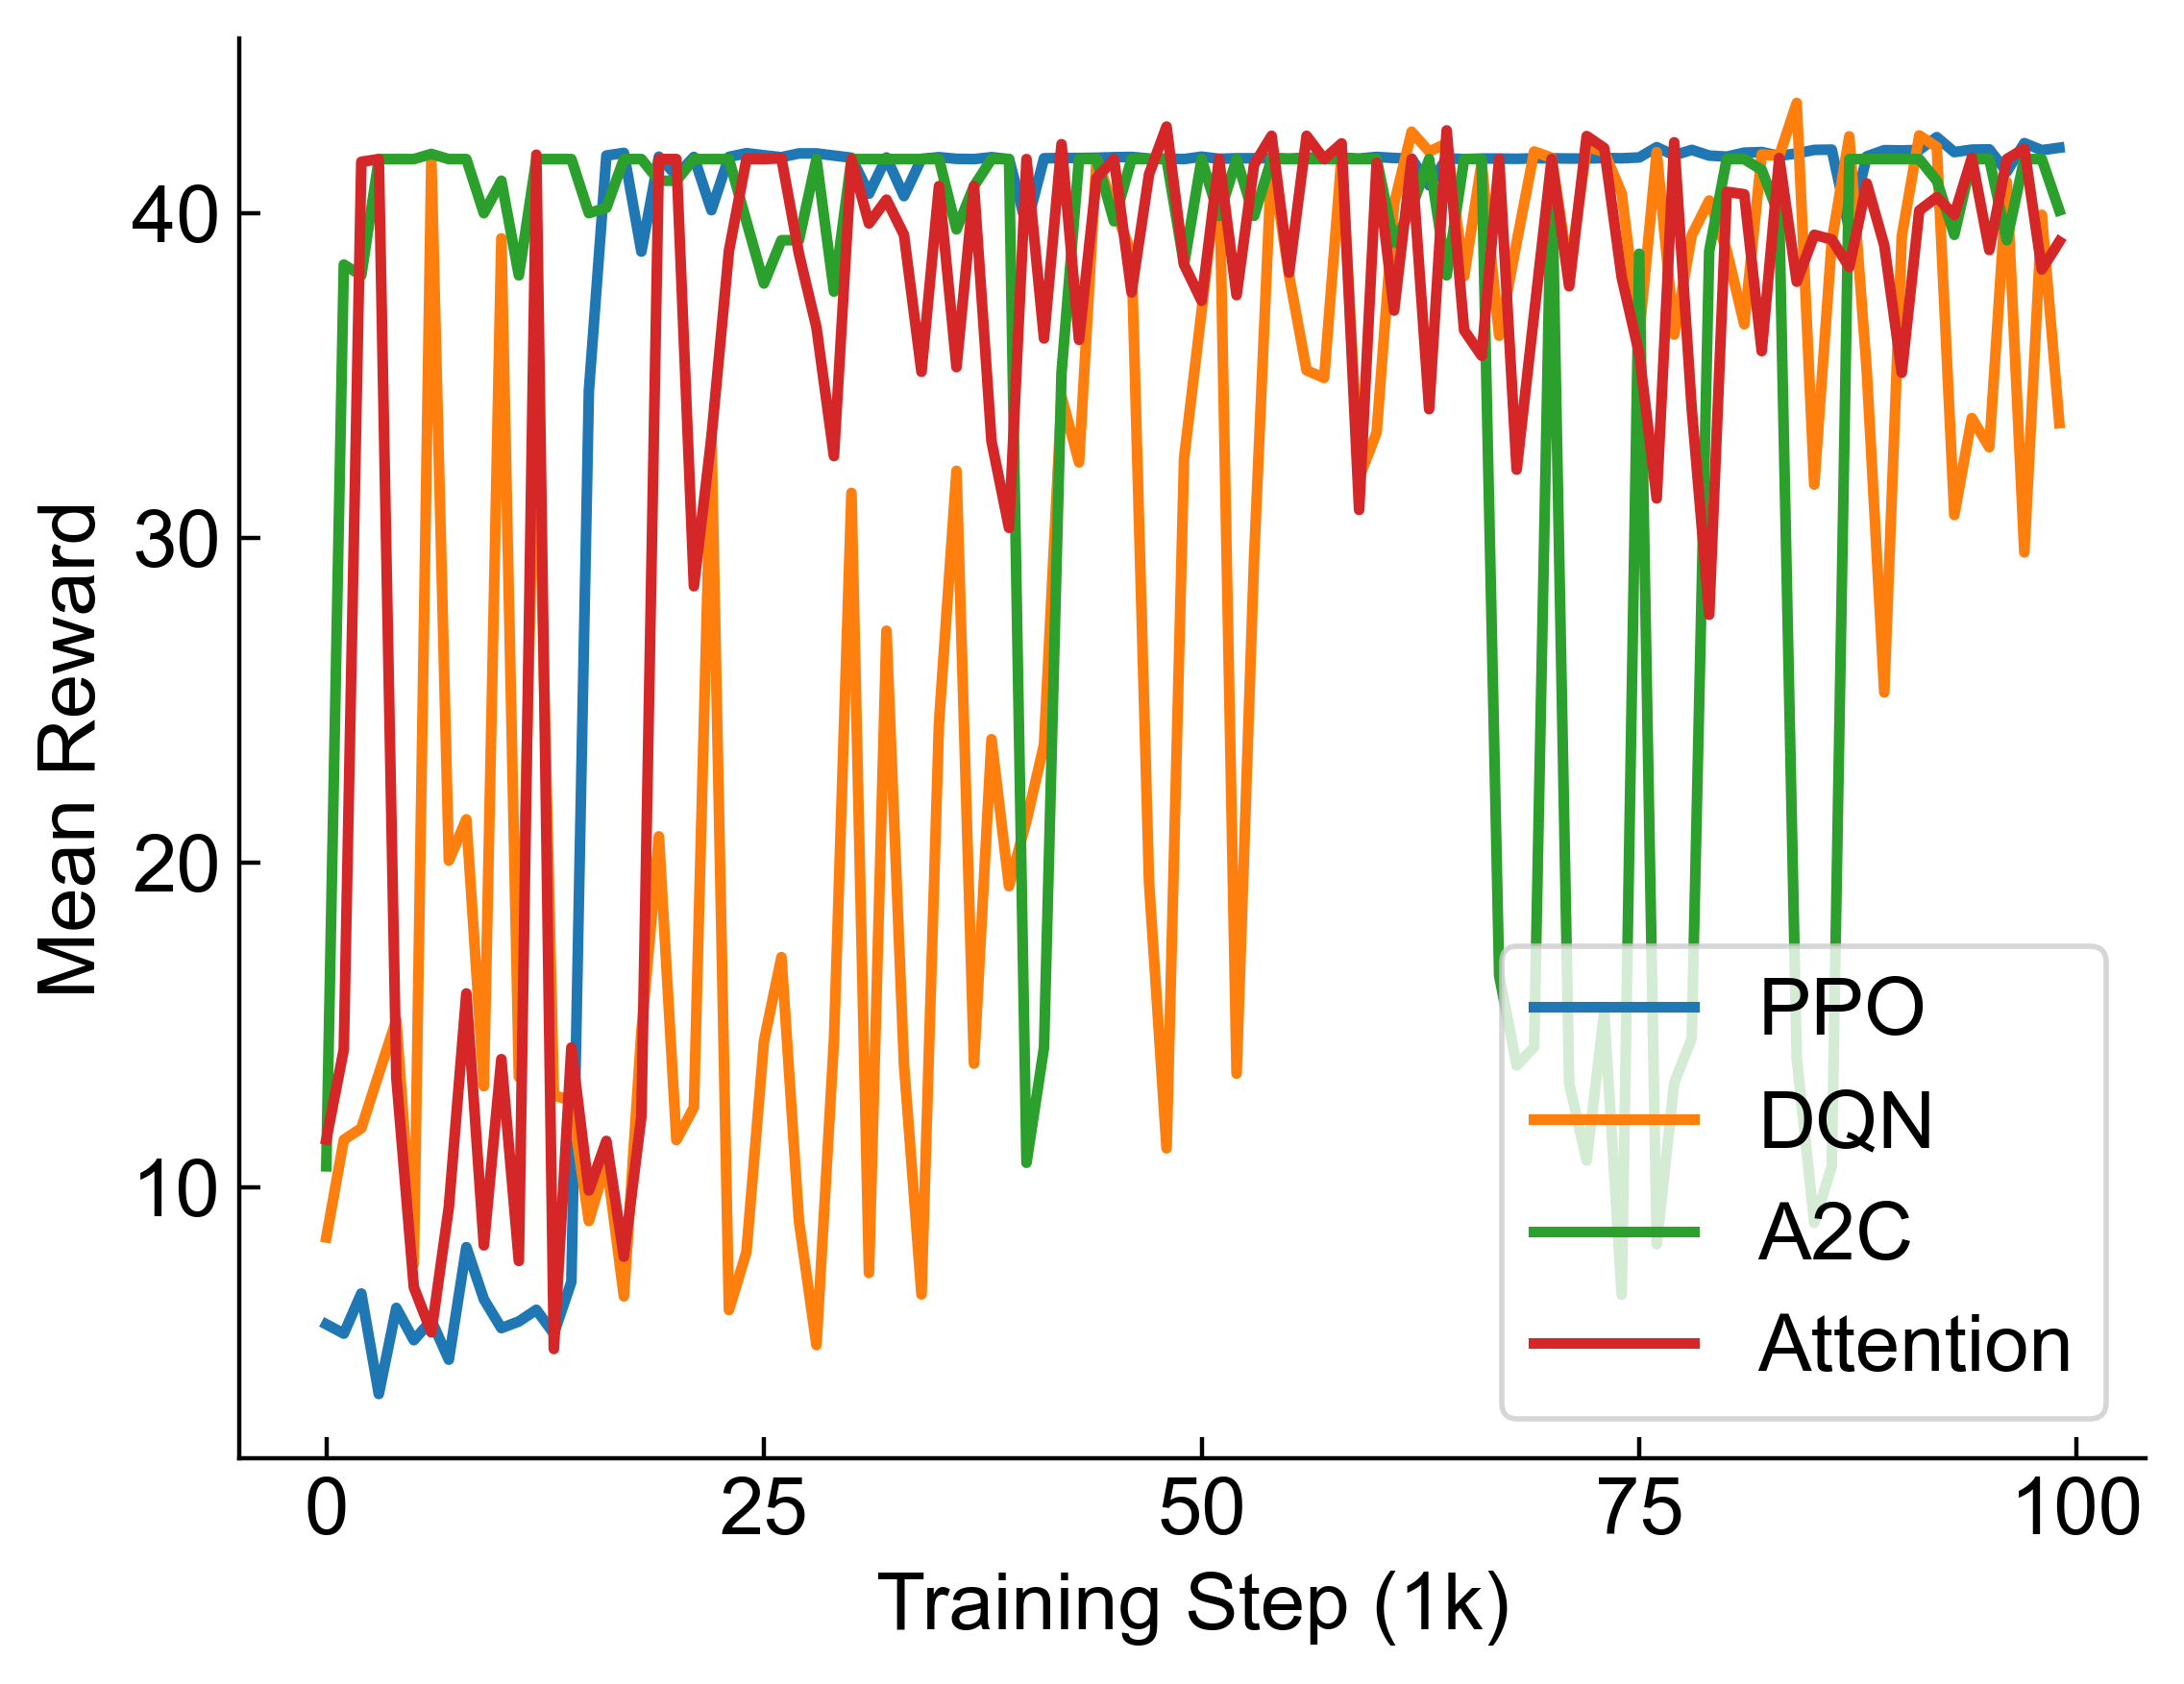 Mean Reward
40
30
20
10
0 25 50 75 100
Training Step (1k)
PPO
DQN
A2C
Attention